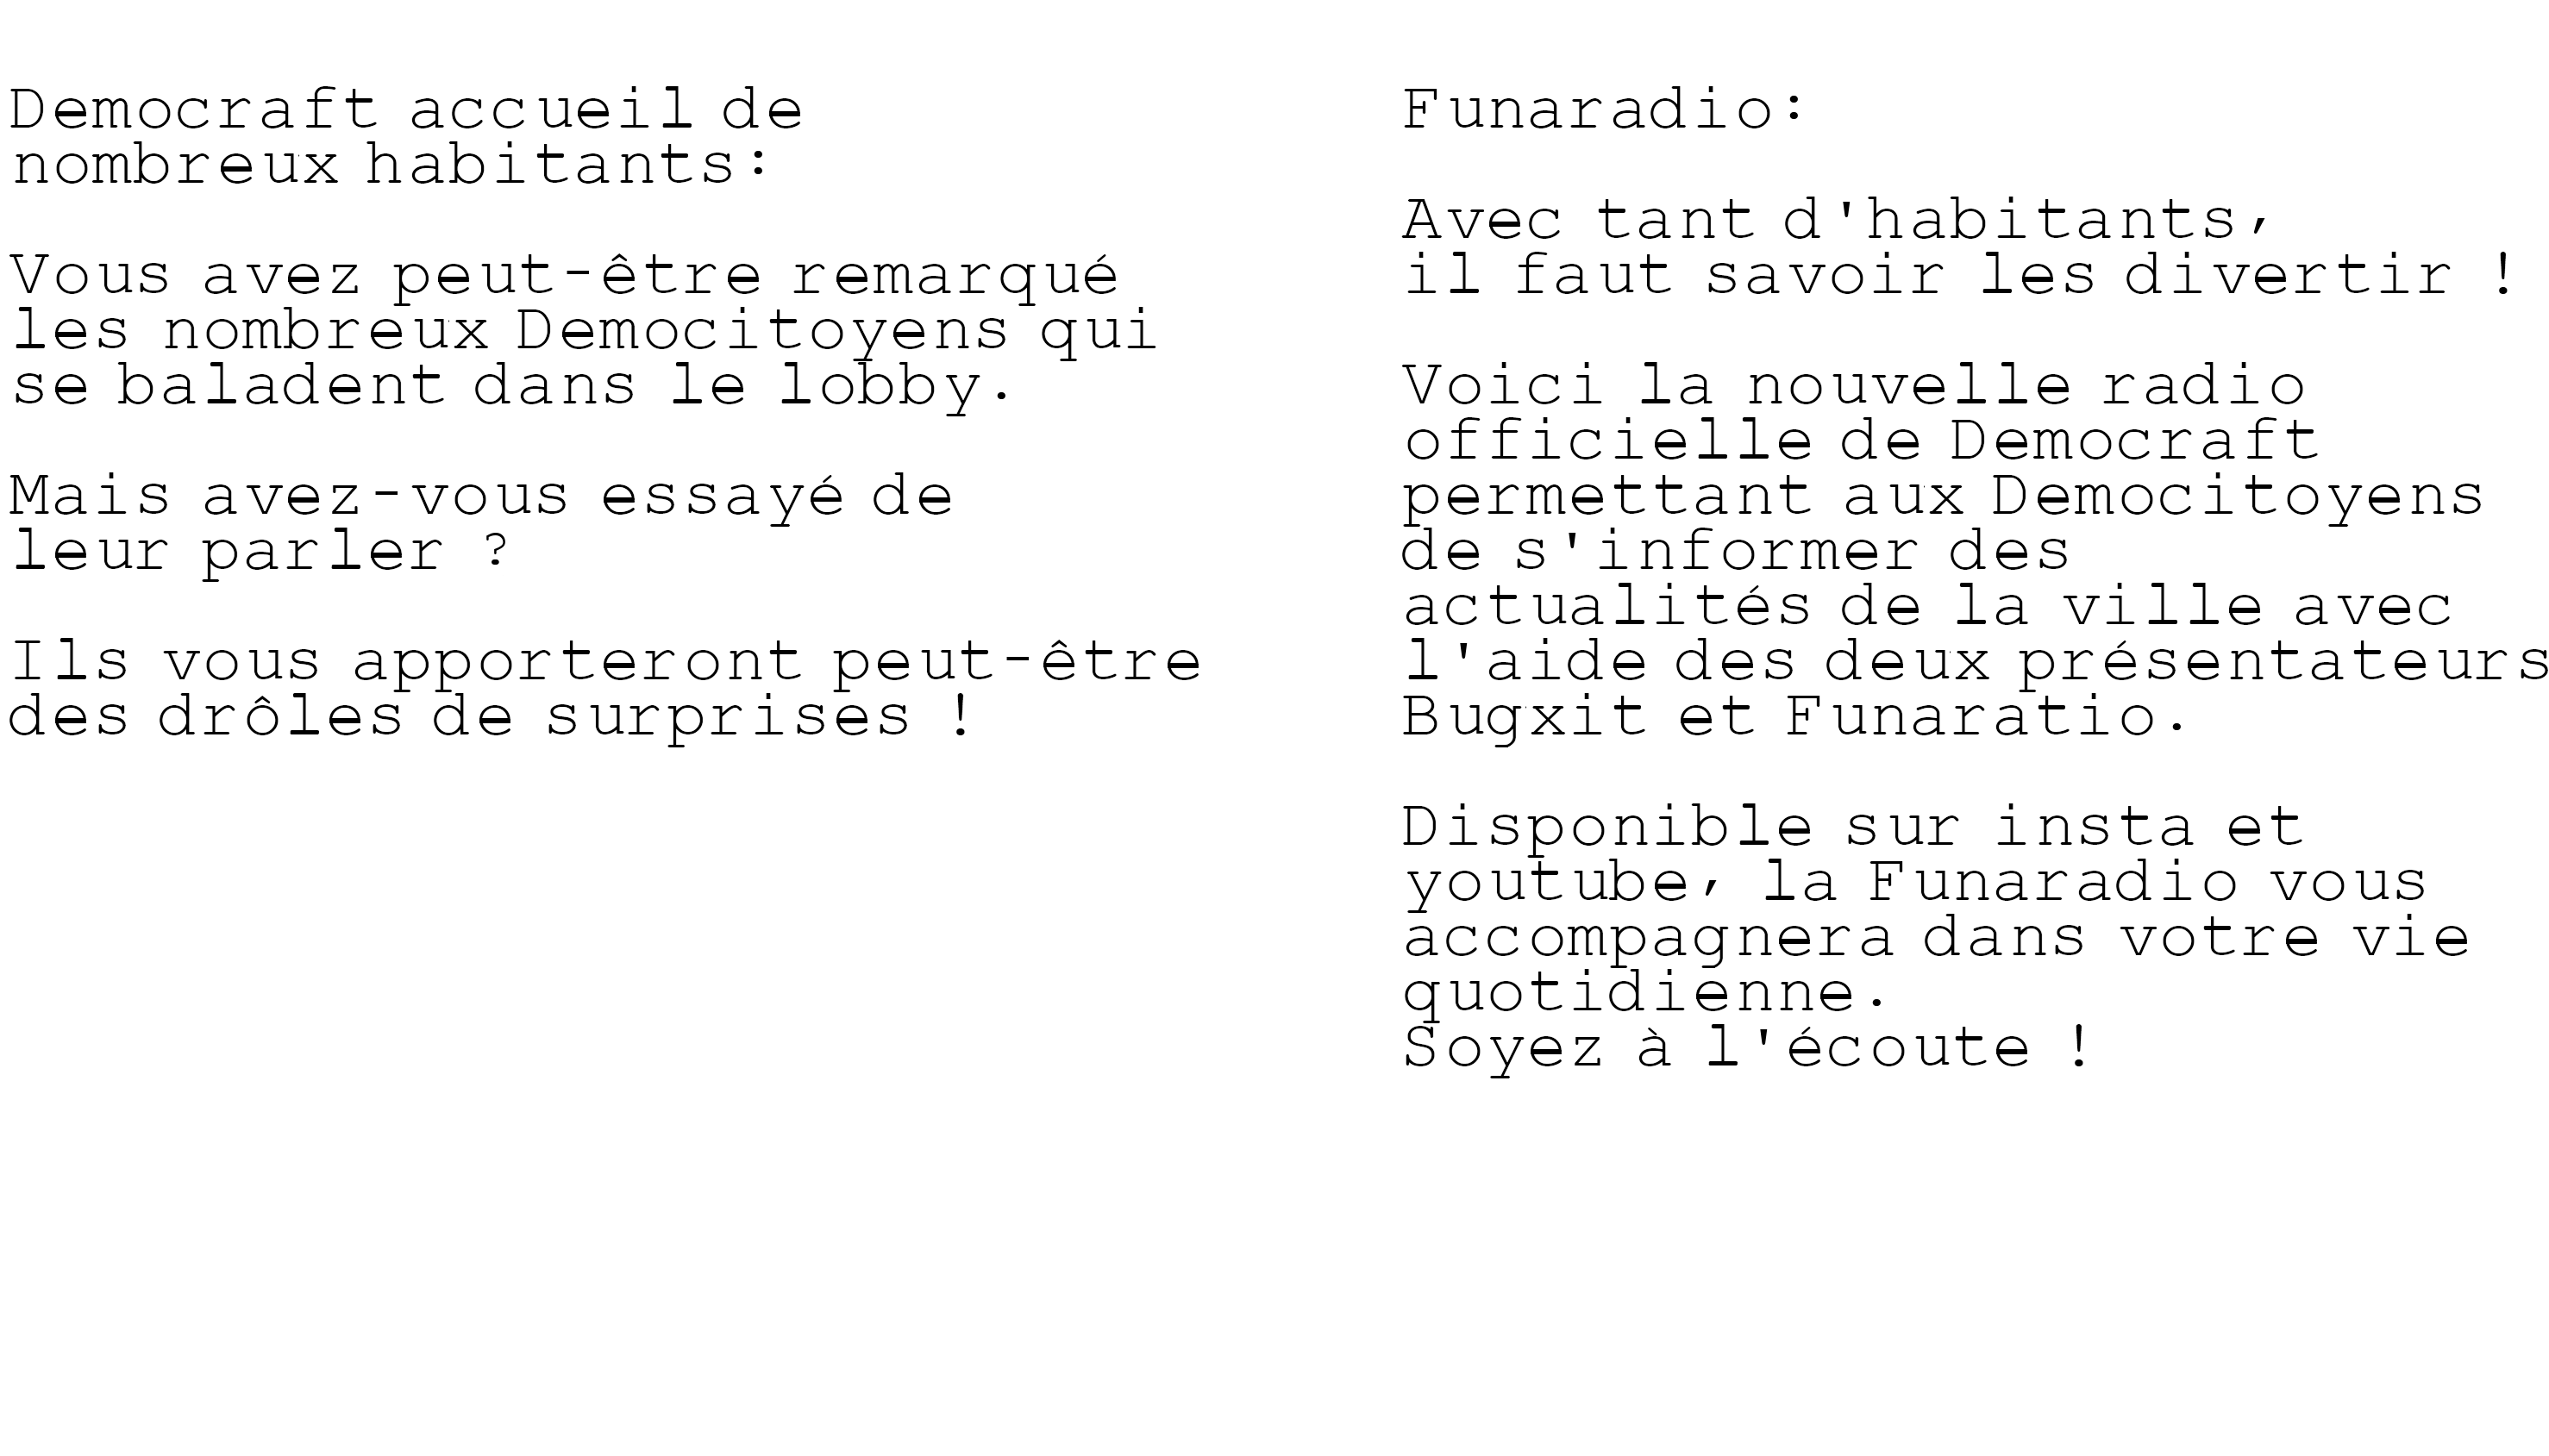 Democraft accueil de
nombreux habitants:
Vous avez peut-être remarqué
les nombreux Democitoyens qui
se baladent dans le lobby.
Mais avez-vous essayé de
leur parler ?
Ils vous apporteront peut-être
des drôles de surprises !
Funaradio:
Avec tant d'habitants,
il faut savoir les divertir !
Voici la nouvelle radio
officielle de Democraft
permettant aux Democitoyens
de s'informer des
actualités de la ville avec
l'aide des deux présentateurs
Bugxit et Funaratio.
Disponible sur insta et
youtube, la Funaradio vous
accompagnera dans votre vie
quotidienne.
Soyez à l'écoute !